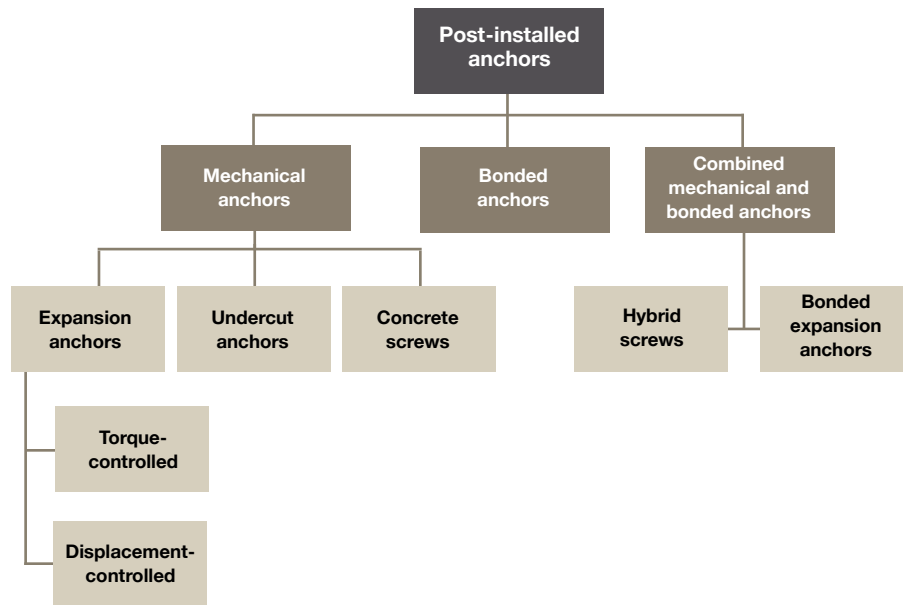 Post-installed
anchors
Mechanical
anchors
Bonded
anchors
Combined
mechanical and
bonded anchors
Expansion
anchors
Undercut
anchors
Concrete
screws
Hybrid
screws
Bonded
expansion
anchors
Torque-
controlled
Displacement-
controlled